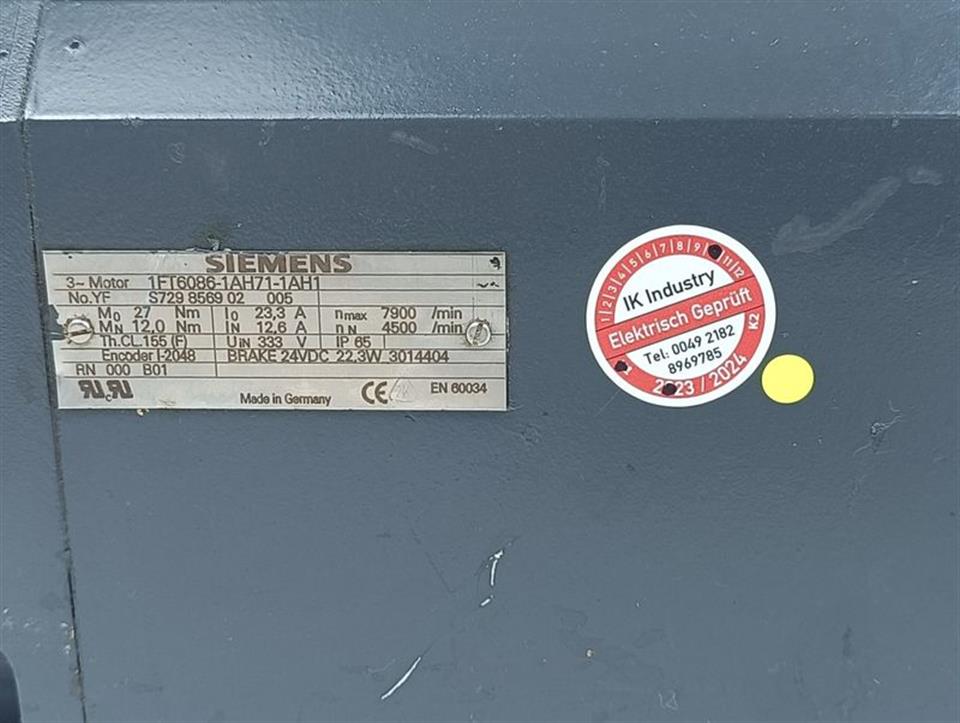 SIEMENS
3~ Motor 1FT6086-1AH71-1AH1
No.YF S729 8569 02 005
M0 27 Nm I0 23,3 A nmax 7900 /min
MN 12,0 Nm IN 12,6 A nN 4500 /min
Th.CL.155 (F) UIN 333 V IP 65
Encoder I-2048 BRAKE 24VDC 22,3W 3014404
RN 000 B01
Made in Germany CE EN 60034
1 2 3 4 5 6 7 8 9 11 12
IK Industry
Elektrisch Geprüft
K2
Tel: 0049 2182
8969785
2023 / 2024